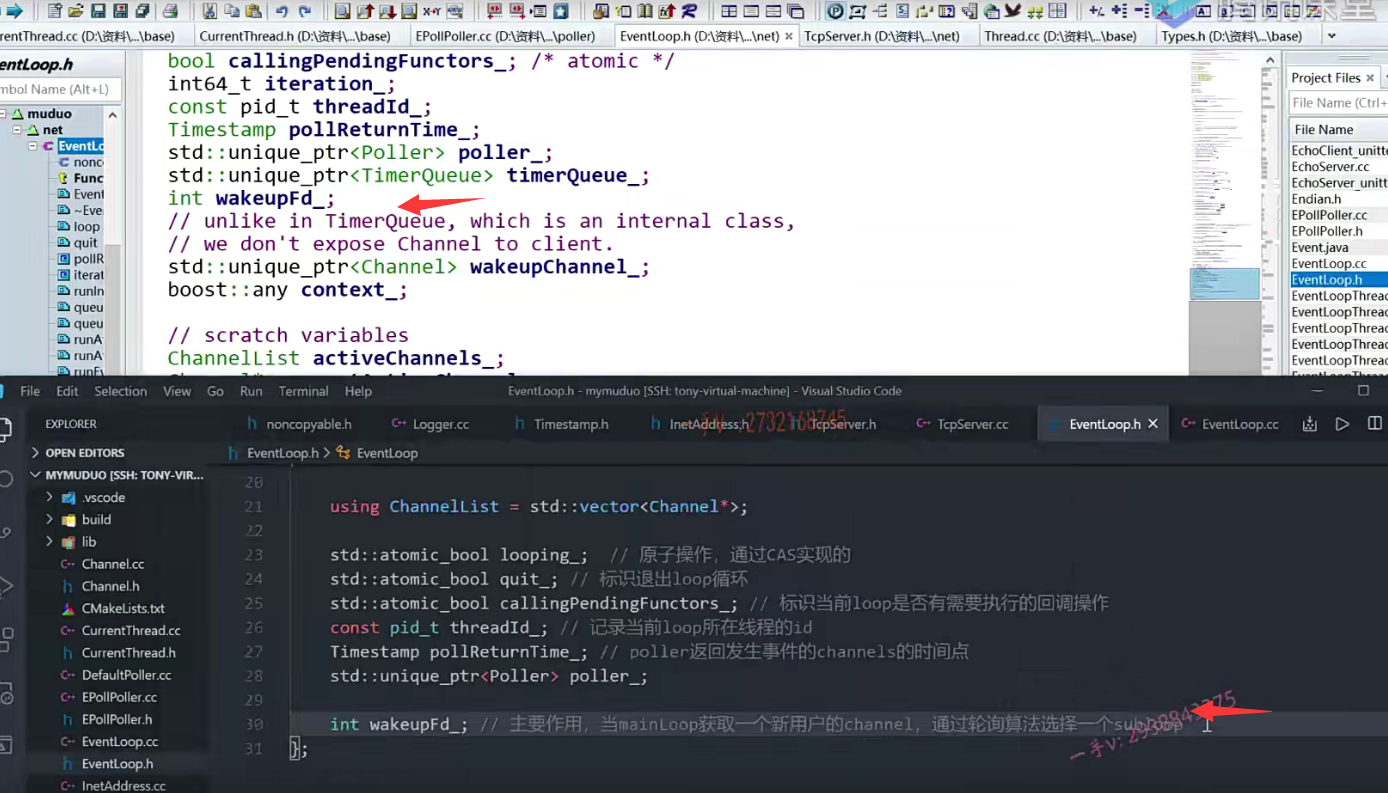 rentThread.cc (D:\资料\...\base) CurrentThread.h (D:\资料\...\base) EPollPoller.cc (D:\资料\...\poller) EventLoop.h (D:\资料\...\net) × TcpServer.h (D:\资料\...\net) Thread.cc (D:\资料\...\base) Types.h (D:\资料\...\base)
entLoop.h
mbol Name (Alt+L)
muduo
net
EventLo
nonc
Func
Event
~Eve
loop
quit
pollR
iterat
runIn
queu
queu
runA
runA
runEv
bool callingPendingFunctors_; /* atomic */
int64_t iteration_;
const pid_t threadId_;
Timestamp pollReturnTime_;
std::unique_ptr<Poller> poller_;
std::unique_ptr<TimerQueue> timerQueue_;
int wakeupFd_;
// unlike in TimerQueue, which is an internal class,
// we don't expose Channel to client.
std::unique_ptr<Channel> wakeupChannel_;
boost::any context_;
// scratch variables
ChannelList activeChannels_;
Project Files ×
File Name (Ctrl+
File Name
EchoClient_unitte
EchoServer.cc
EchoServer_unitt
Endian.h
EPollPoller.cc
EPollPoller.h
Event.java
EventLoop.cc
EventLoop.h
EventLoopThread
EventLoopThread
EventLoopThread
EventLoopThread
EventLoopThread
EventLoopThread
File Edit Selection View Go Run Terminal Help EventLoop.h - mymuduo [SSH: tony-virtual-machine] - Visual Studio Code
EXPLORER
noncopyable.h Logger.cc Timestamp.h InetAddress.h TcpServer.h TcpServer.cc EventLoop.h × EventLoop.cc
2732168745
OPEN EDITORS
MYMUDUO [SSH: TONY-VIR...
.vscode
build
lib
Channel.cc
Channel.h
CMakeLists.txt
CurrentThread.cc
CurrentThread.h
DefaultPoller.cc
EPollPoller.cc
EPollPoller.h
EventLoop.cc
EventLoop.h
InetAddress.cc
EventLoop.h > EventLoop
20
21 using ChannelList = std::vector<Channel*>;
22
23 std::atomic_bool looping_; // 原子操作，通过CAS实现的
24 std::atomic_bool quit_; // 标识退出loop循环
25 std::atomic_bool callingPendingFunctors_; // 标识当前loop是否有需要执行的回调操作
26 const pid_t threadId_; // 记录当前loop所在线程的id
27 Timestamp pollReturnTime_; // poller返回发生事件的channels的时间点
28 std::unique_ptr<Poller> poller_;
29
30 int wakeupFd_; // 主要作用，当mainLoop获取一个新用户的channel，通过轮询算法选择一个subloop
31 };